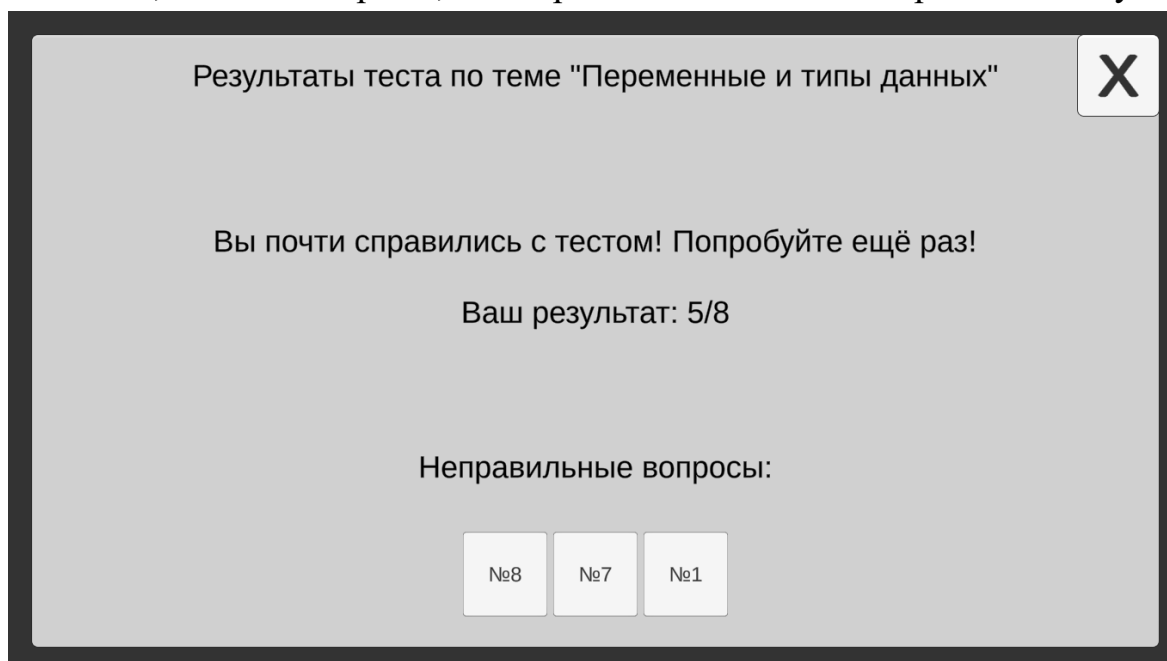 Результаты теста по теме "Переменные и типы данных"
X
Вы почти справились с тестом! Попробуйте ещё раз!
Ваш результат: 5/8
Неправильные вопросы:
№8 №7 №1